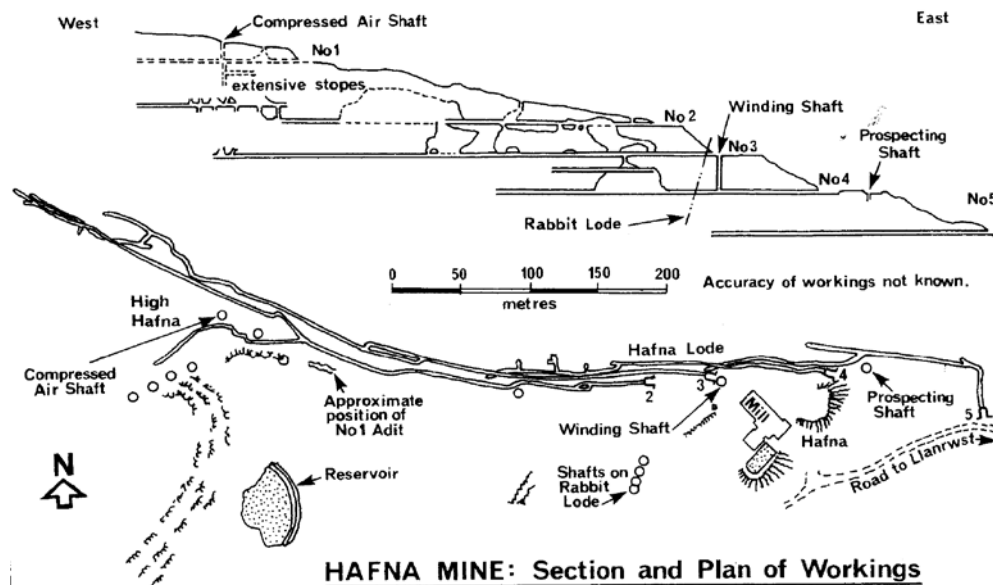 West
Compressed Air Shaft
East
No1
extensive stopes
No 2
Winding Shaft
No3
Prospecting
Shaft
No4
No5
Rabbit Lode
0 50 100 150 200
metres
Accuracy of workings not known.
High
Hafna
Compressed
Air Shaft
Approximate
position of
No1 Adit
Hafna Lode
2
3
4
5
Winding Shaft
Mill
Hafna
Prospecting
Shaft
Road to Llanrwst
N
Reservoir
Shafts on
Rabbit
Lode
HAFNA MINE: Section and Plan of Workings